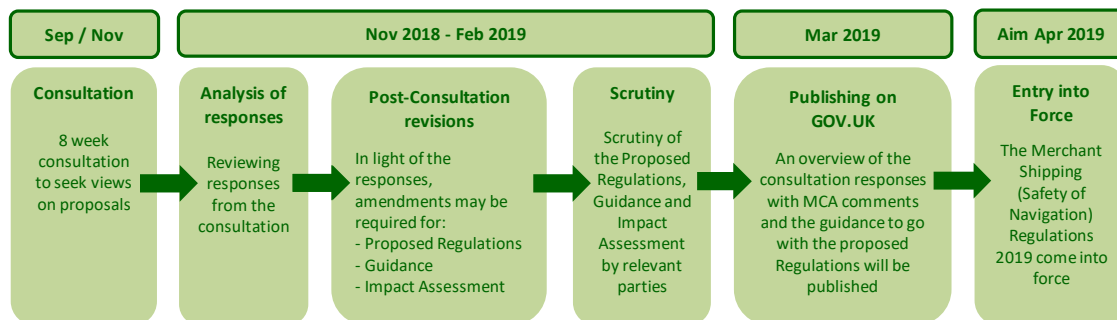 Sep / Nov
Nov 2018 - Feb 2019
Mar 2019
Aim Apr 2019
Consultation
8 week
consultation
to seek views
on proposals
Analysis of
responses
Reviewing
responses
from the
consultation
Post-Consultation
revisions
In light of the
responses,
amendments may be
required for:
- Proposed Regulations
- Guidance
- Impact Assessment
Scrutiny
Scrutiny of
the Proposed
Regulations,
Guidance and
Impact
Assessment
by relevant
parties
Publishing on
GOV.UK
An overview of the
consultation responses
with MCA comments
and the guidance to go
with the proposed
Regulations will be
published
Entry into
Force
The Merchant
Shipping
(Safety of
Navigation)
Regulations
2019 come into
force